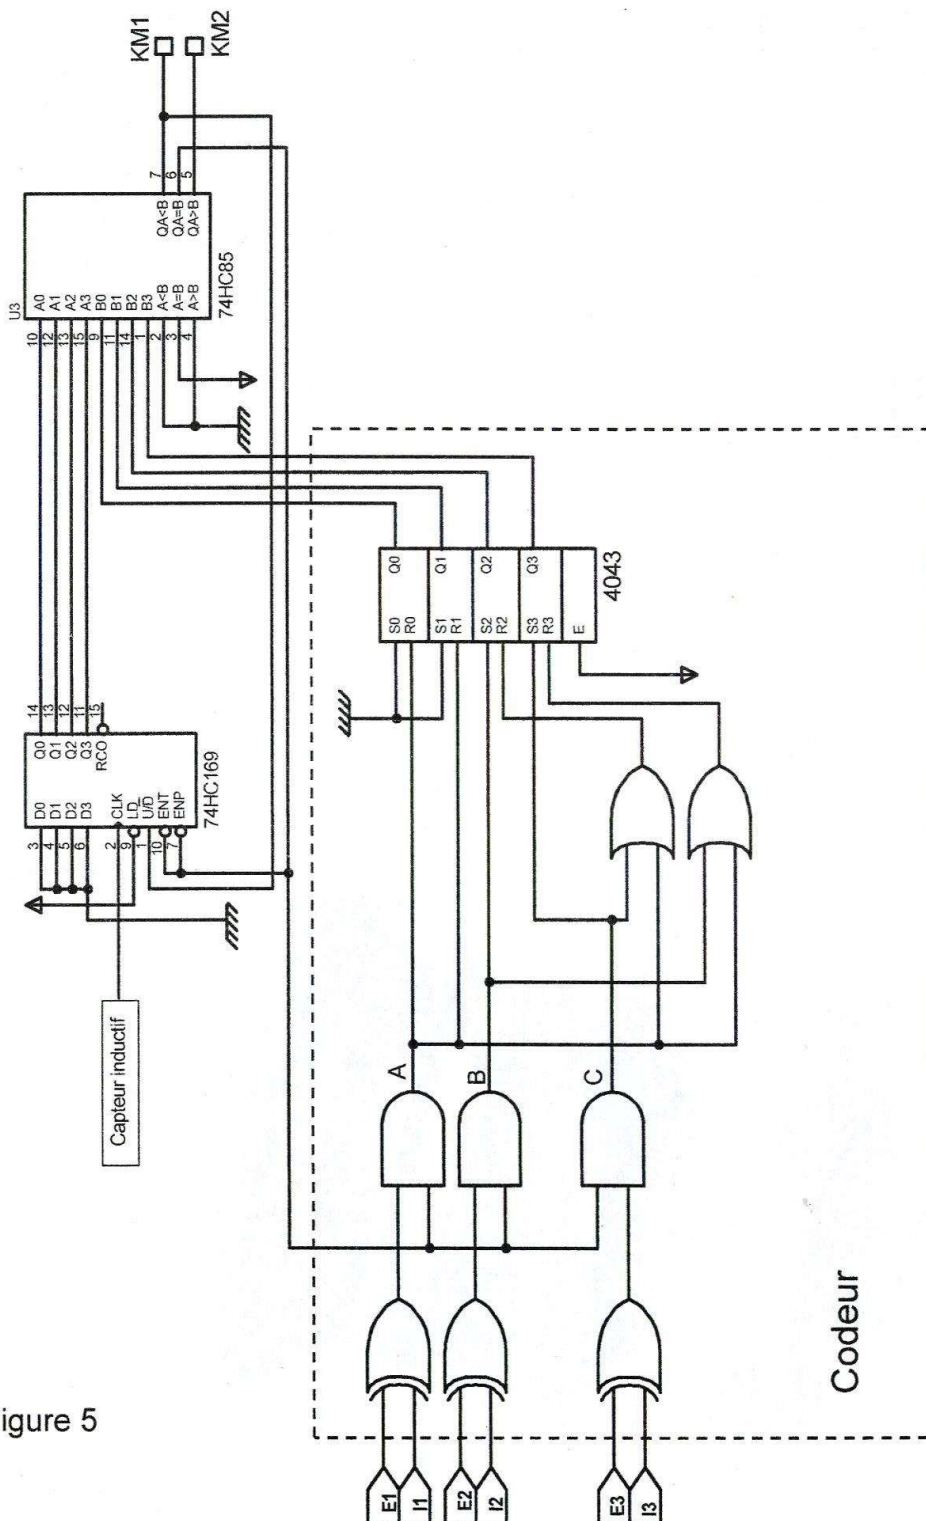 KM1
KM2
U3
10 A0
12 A1
13 A2
15 A3
9 B0
11 B1
14 B2
1 B3
2 A<B
3 A=B
4 A>B
QA<B 7
QA=B 6
QA>B 5
74HC85
3 D0
4 D1
5 D2
6 D3
2 CLK
9 LD
1 U/D
10 ENT
7 ENP
Q0 14
Q1 13
Q2 12
Q3 11
RCO 15
74HC169
Capteur inductif
S0
R0
S1
R1
S2
R2
S3
R3
E
Q0
Q1
Q2
Q3
4043
A
B
C
E1
I1
E2
I2
E3
I3
Codeur
igure 5